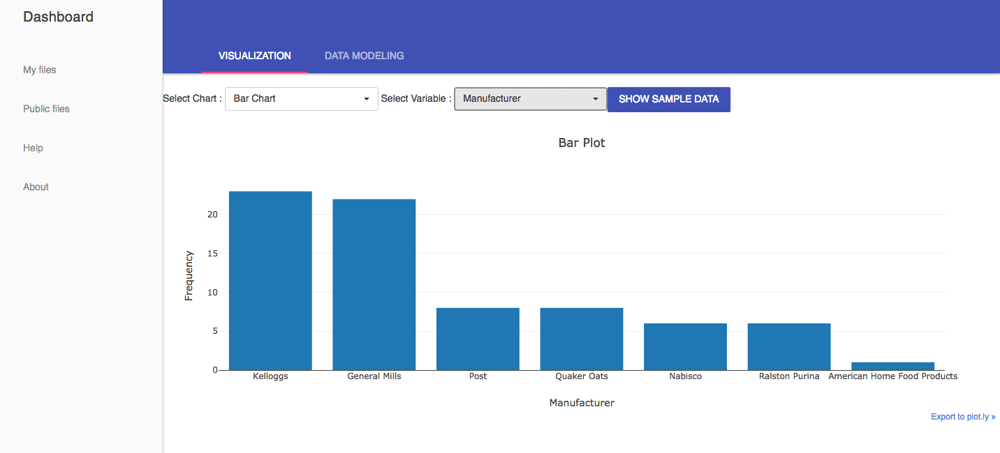 Dashboard
My files
Public files
Help
About
VISUALIZATION DATA MODELING
Select Chart : Bar Chart Select Variable : Manufacturer SHOW SAMPLE DATA
Bar Plot
Frequency
20
15
10
5
0
Kelloggs General Mills Post Quaker Oats Nabisco Ralston Purina American Home Food Products
Manufacturer
Export to plot.ly »